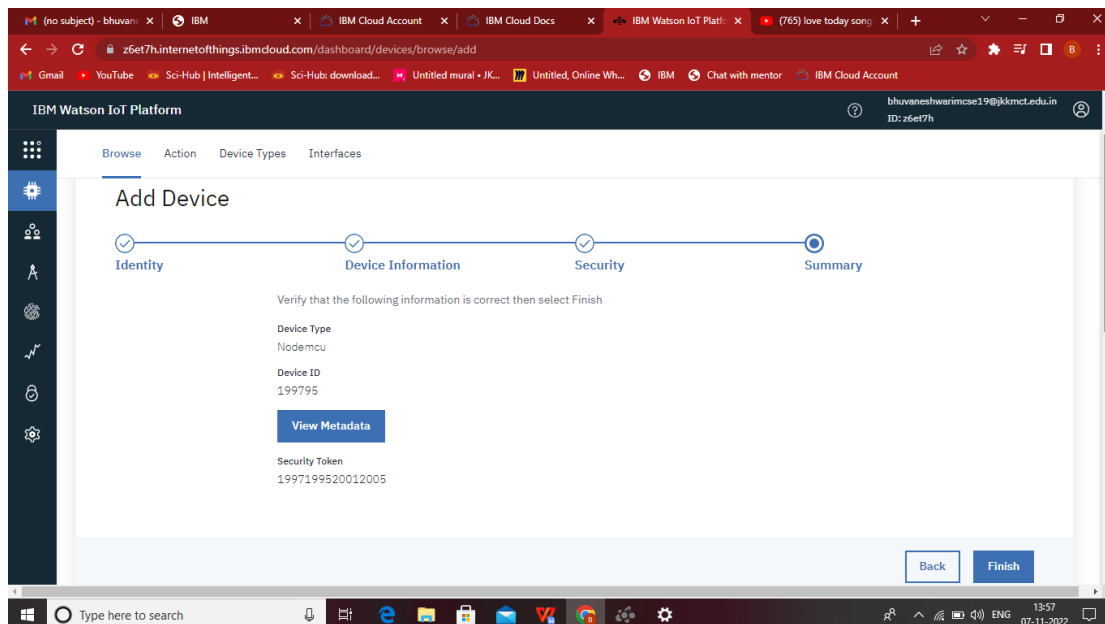 (no subject) - bhuvane
IBM
IBM Cloud Account
IBM Cloud Docs
IBM Watson IoT Platfo
(765) love today song
z6et7h.internetofthings.ibmcloud.com/dashboard/devices/browse/add
B
Gmail
YouTube
Sci-Hub | Intelligent...
Sci-Hub: download...
Untitled mural • JK...
Untitled, Online Wh...
IBM
Chat with mentor
IBM Cloud Account
IBM Watson IoT Platform
bhuvaneshwarimcse19@jkkmct.edu.in
ID: z6et7h
Browse Action Device Types Interfaces
Add Device
Identity Device Information Security Summary
Verify that the following information is correct then select Finish
Device Type
Nodemcu
Device ID
199795
View Metadata
Security Token
1997199520012005
Back Finish
Type here to search
ENG
13:57
07-11-2022